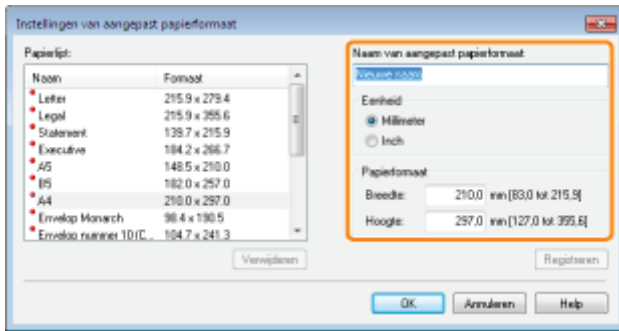 Instellingen van aangepast papierformaat
Papierlijst:
Naam Formaat
Letter 215.9 x 279.4
Legal 215.9 x 355.6
Statement 139.7 x 215.9
Executive 184.2 x 266.7
A5 148.5 x 210.0
B5 182.0 x 257.0
A4 210.0 x 297.0
Envelop Monarch 98.4 x 190.5
Envelop nummer 10 (C... 104.7 x 241.3
Verwijderen
Naam van aangepast papierformaat
Nieuwe naam
Eenheid
Millimeter
Inch
Papierformaat
Breedte: 210,0 mm [83,0 tot 215,9]
Hoogte: 297,0 mm [127,0 tot 355,6]
Registreren
OK Annuleren Help